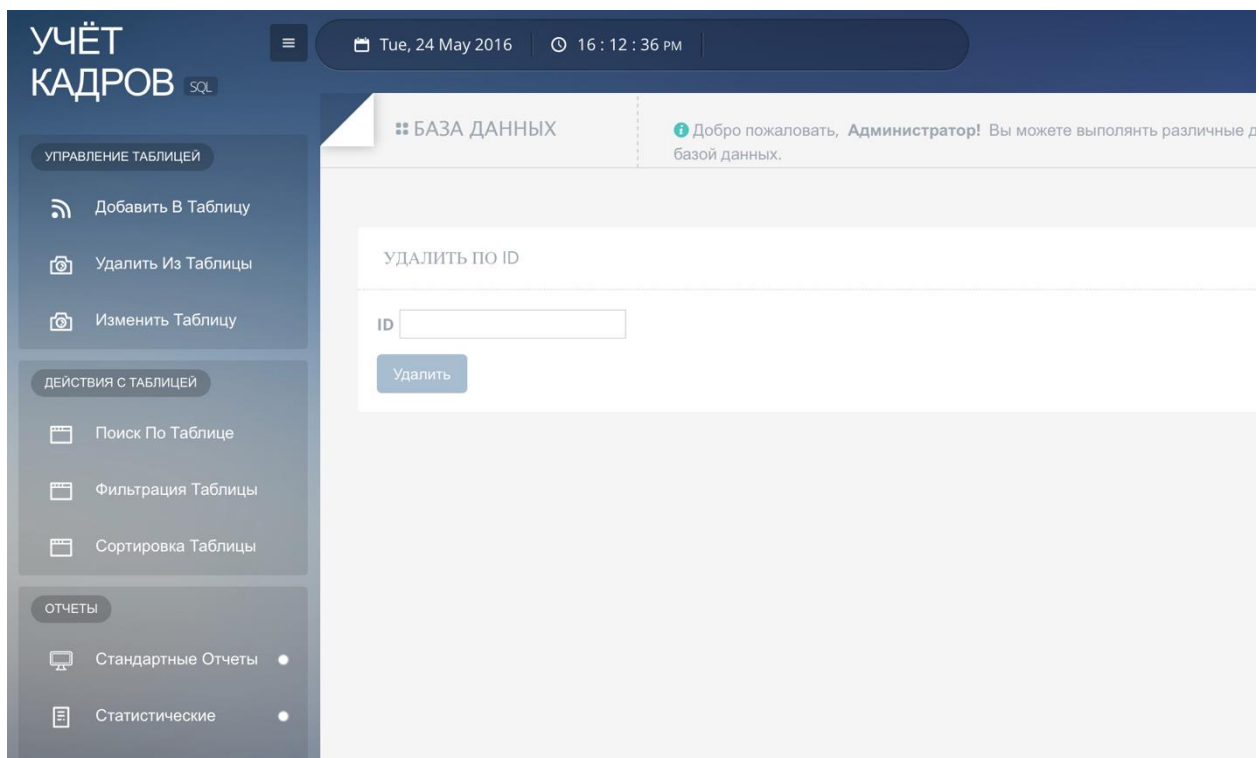 УЧЁТ
КАДРОВ SQL
Tue, 24 May 2016 16 : 12 : 36 PM
УПРАВЛЕНИЕ ТАБЛИЦЕЙ
Добавить В Таблицу
Удалить Из Таблицы
Изменить Таблицу
ДЕЙСТВИЯ С ТАБЛИЦЕЙ
Поиск По Таблице
Фильтрация Таблицы
Сортировка Таблицы
ОТЧЕТЫ
Стандартные Отчеты
Статистические
БАЗА ДАННЫХ
Добро пожаловать, Администратор! Вы можете выполянть различные д
базой данных.
УДАЛИТЬ ПО ID
ID
Удалить